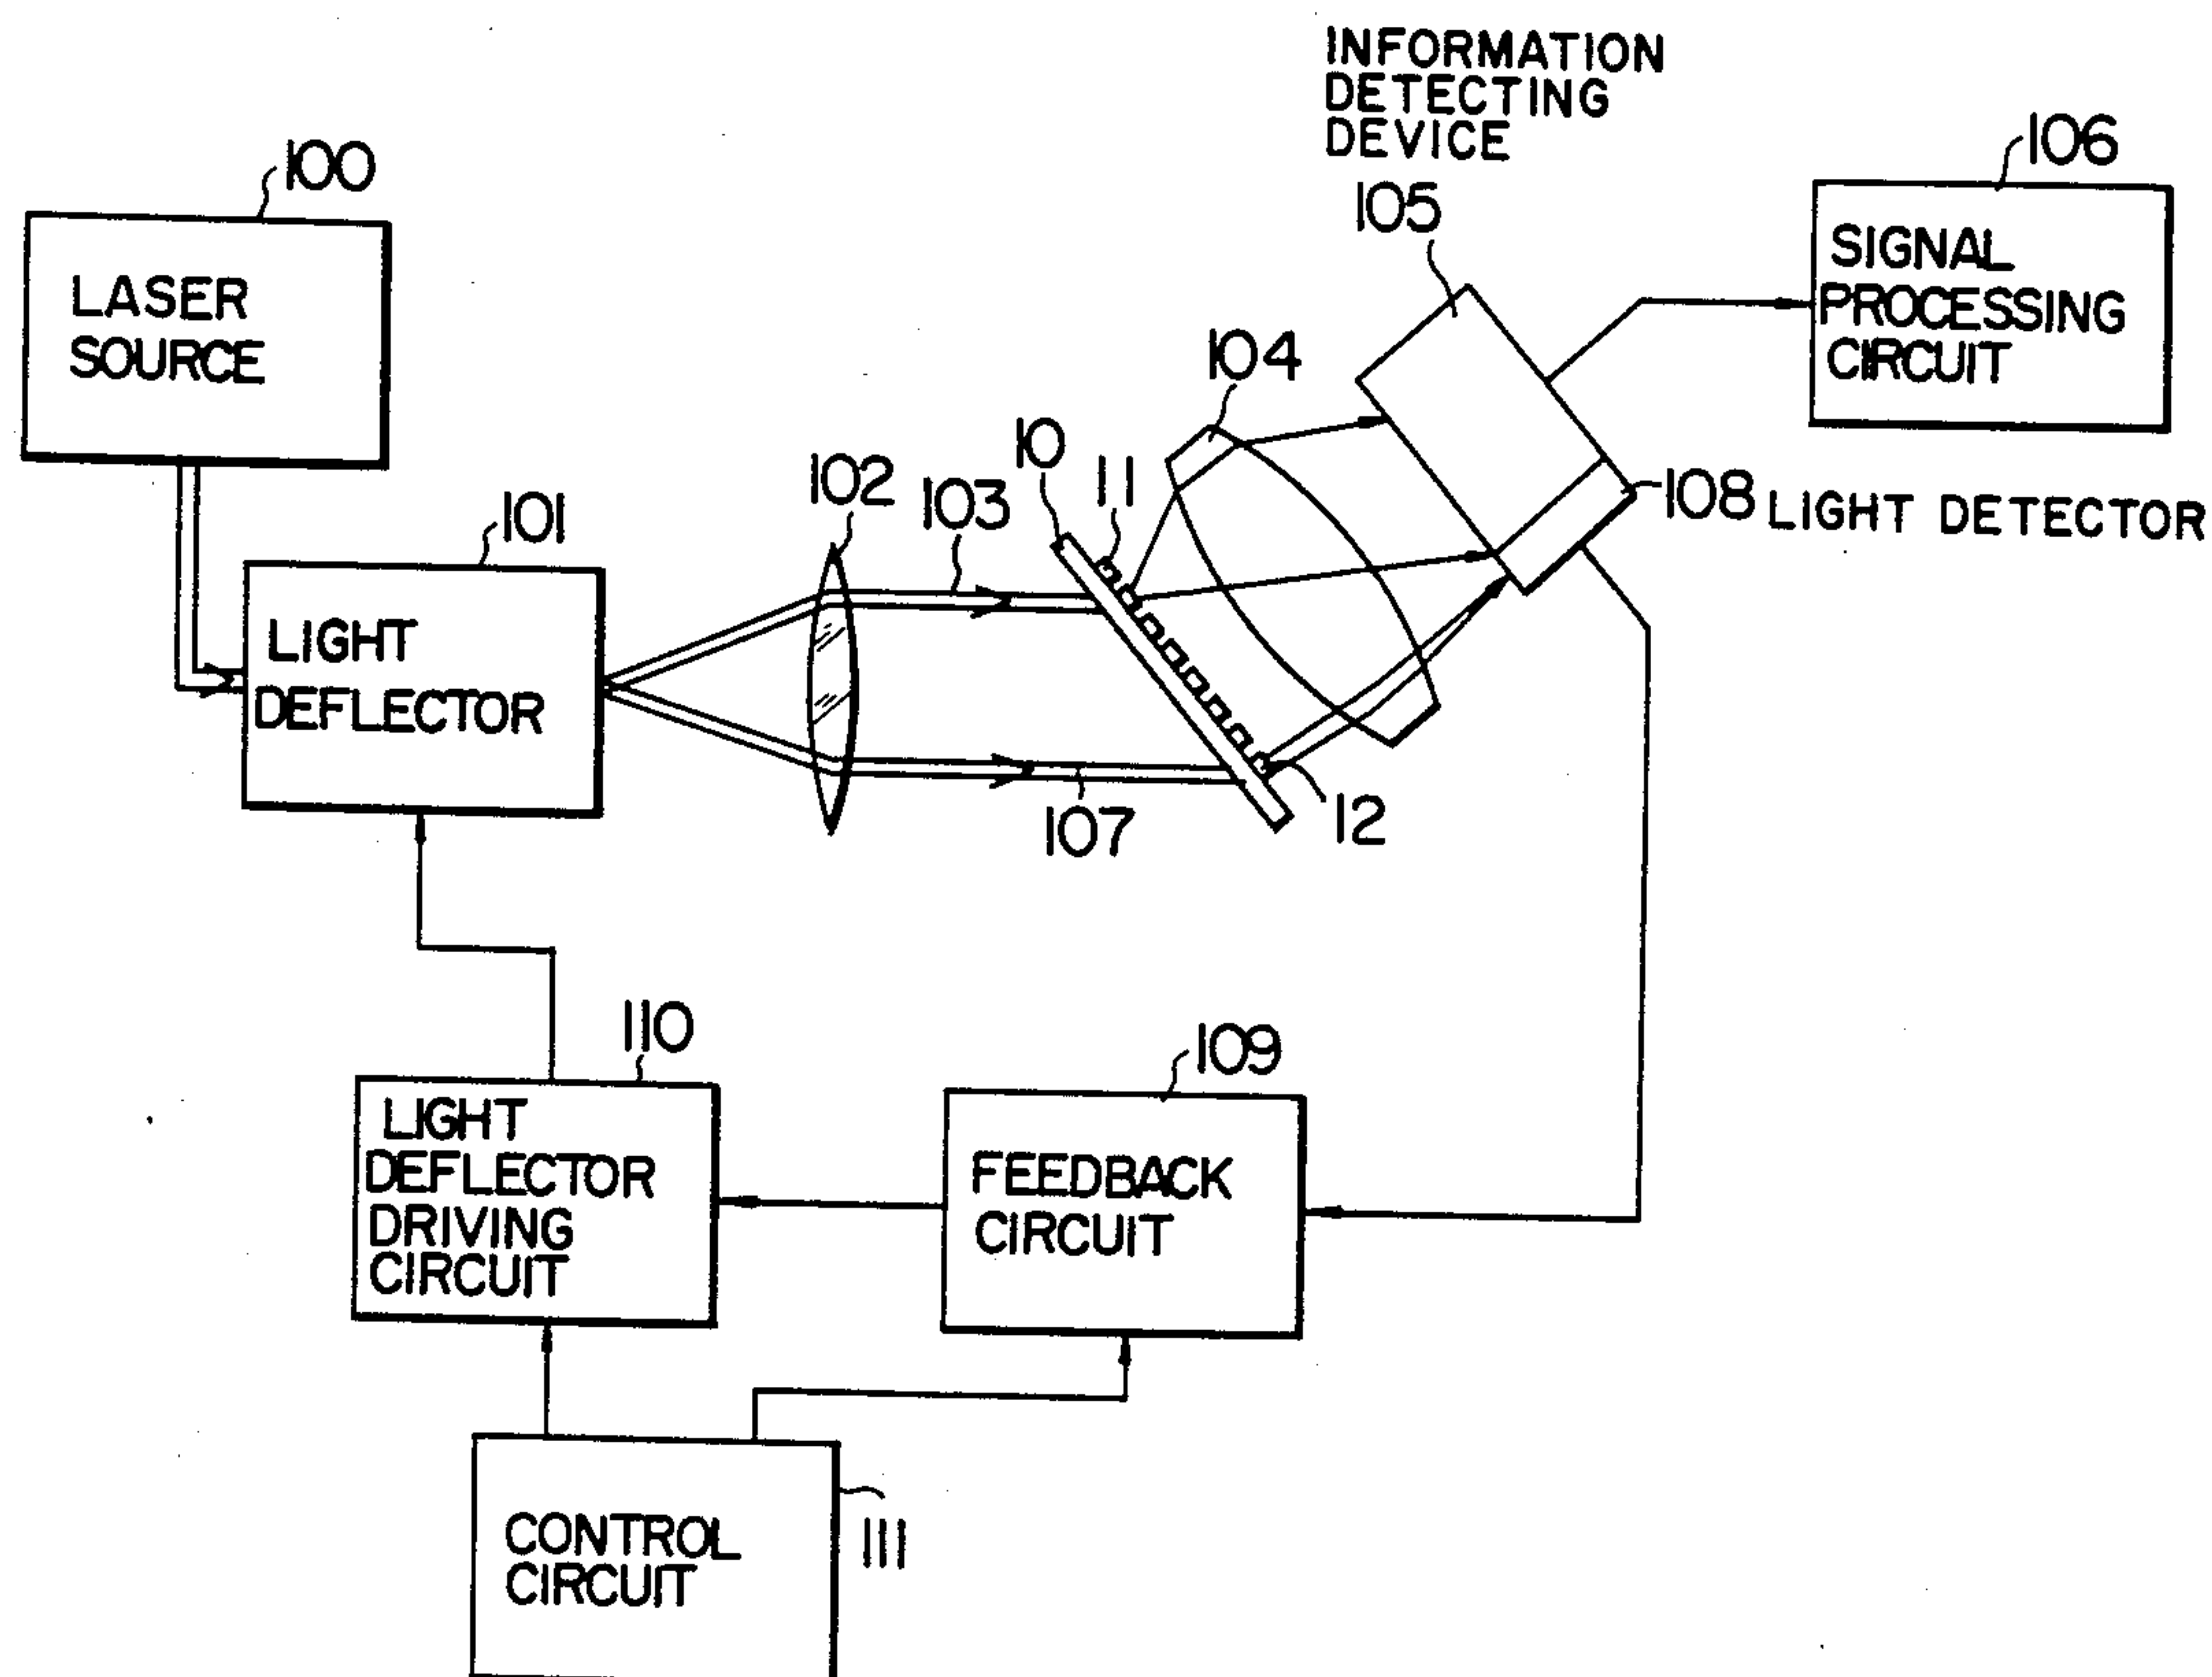 INFORMATION
DETECTING
DEVICE
105
106
SIGNAL
PROCESSING
CIRCUIT
100
LASER
SOURCE
104
10
11
102
103
108 LIGHT DETECTOR
101
LIGHT
DEFLECTOR
107
12
110
LIGHT
DEFLECTOR
DRIVING
CIRCUIT
109
FEEDBACK
CIRCUIT
CONTROL
CIRCUIT
111